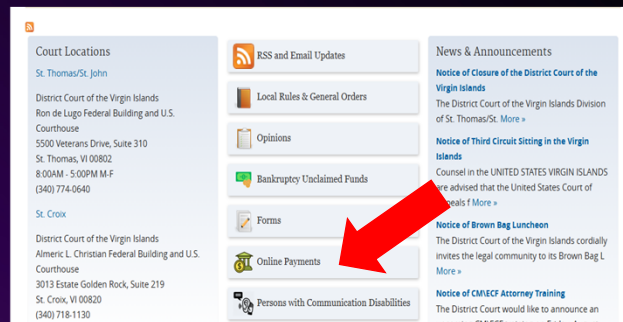 Court Locations
St. Thomas/St. John
District Court of the Virgin Islands
Ron de Lugo Federal Building and U.S.
Courthouse
5500 Veterans Drive, Suite 310
St. Thomas, VI 00802
8:00AM - 5:00PM M-F
(340) 774-0640
St. Croix
District Court of the Virgin Islands
Almeric L. Christian Federal Building and U.S.
Courthouse
3013 Estate Golden Rock, Suite 219
St. Croix, VI 00820
(340) 718-1130
RSS and Email Updates
Local Rules & General Orders
Opinions
Bankruptcy Unclaimed Funds
Forms
Online Payments
Persons with Communication Disabilities
News & Announcements
Notice of Closure of the District Court of the
Virgin Islands
The District Court of the Virgin Islands Division
of St. Thomas/St. More »
Notice of Third Circuit Sitting in the Virgin
Islands
Counsel in the UNITED STATES VIRGIN ISLANDS
are advised that the United States Court of
f More »
Notice of Brown Bag Luncheon
The District Court of the Virgin Islands cordially
invites the legal community to its Brown Bag L
More »
Notice of CM\ECF Attorney Training
The District Court would like to announce an